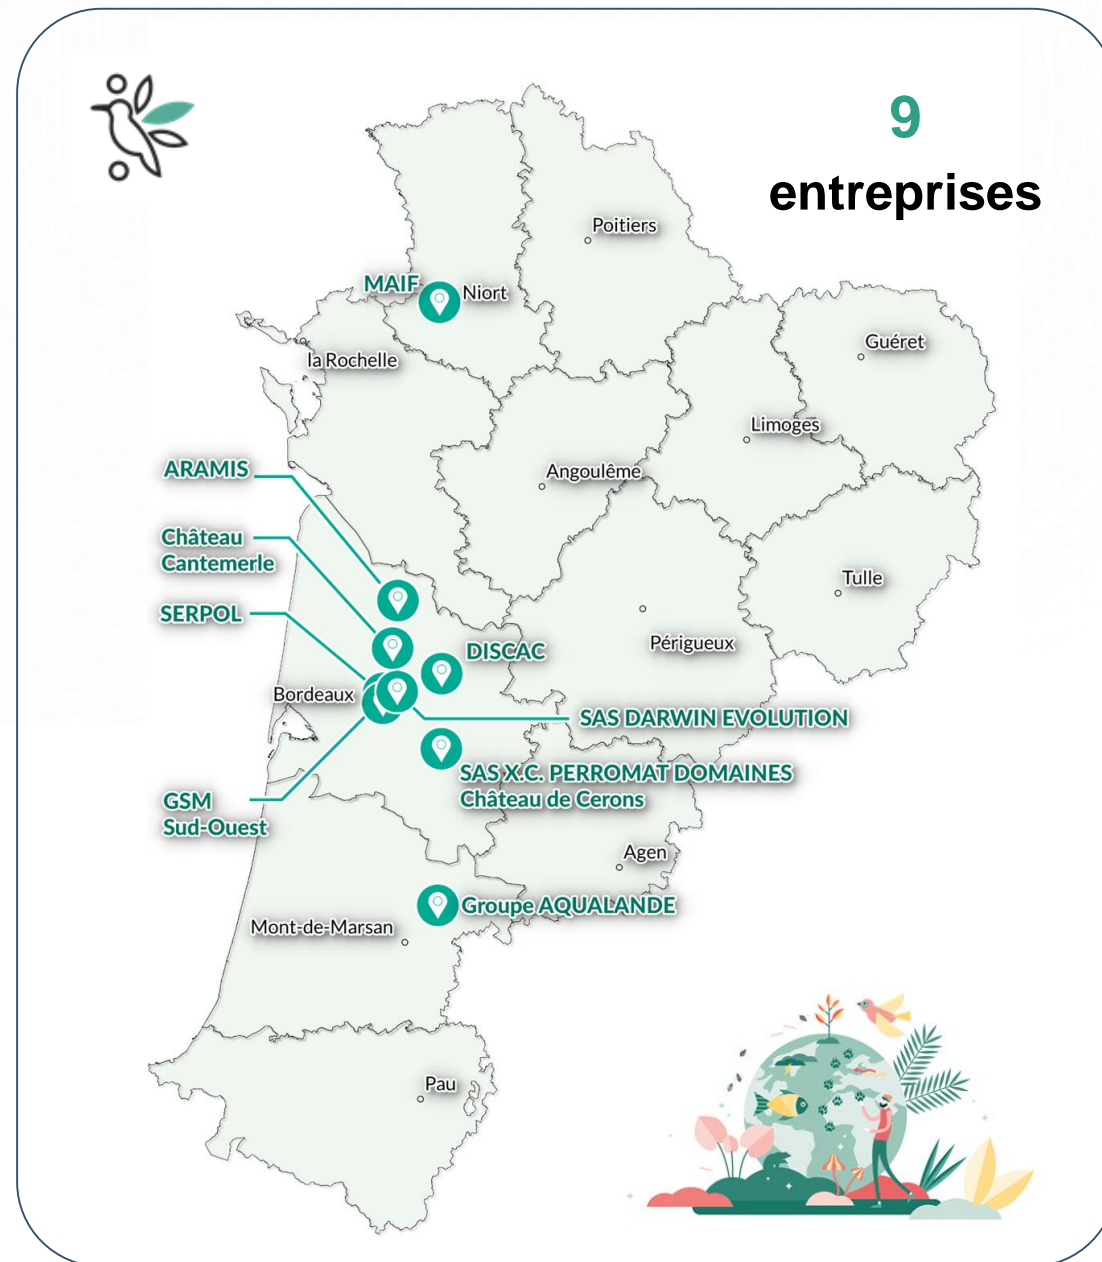 9
entreprises
Poitiers
MAIF
Niort
Guéret
la Rochelle
Limoges
ARAMIS
Angoulême
Château
Cantemerle
Tulle
SERPOL
Périgueux
DISCAC
Bordeaux
SAS DARWIN EVOLUTION
SAS X.C. PERROMAT DOMAINES
Château de Cerons
GSM
Sud-Ouest
Agen
Groupe AQUALANDE
Mont-de-Marsan
Pau